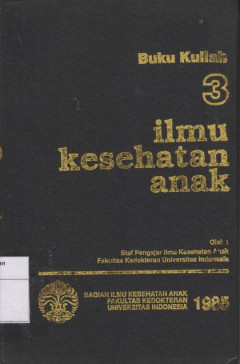 Buku Kuliah
3
ilmu
kesehatan
anak
Oleh :
Staf Pengajar Ilmu Kesehatan Anak
Fakultas Kedokteran Universitas Indonesia
BAGIAN ILMU KESEHATAN ANAK
FAKULTAS KEDOKTERAN
UNIVERSITAS INDONESIA
1985